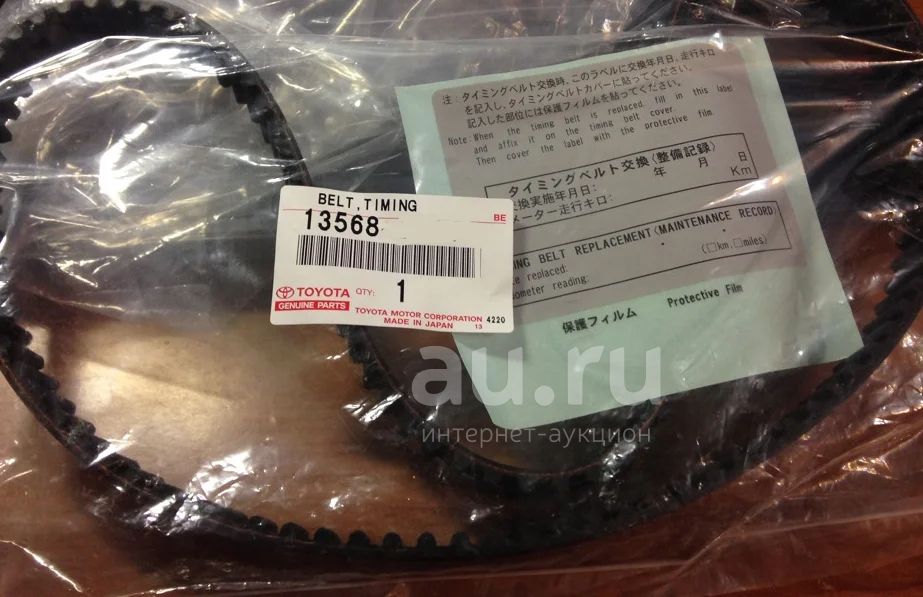 注：タイミングベルト交換時、このラベルに交換年月日、走行キロ
を記入し、タイミングベルトカバーに貼ってください。
記入した部位には保護フィルムを貼ってください。
Note: When the timing belt is replaced, fill in this label
and affix it on the timing belt cover.
Then cover the label with the protective film.
タイミングベルト交換〈整備記録〉
換実施年月日： 年 月 日
メーター走行キロ： Km
NG BELT REPLACEMENT〈MAINTENANCE RECORD〉
replaced:
ometer reading: (□km,□miles)
保護フィルム Protective Film
BELT,TIMING
13568 BE
TOYOTA QTY: 1
GENUINE PARTS TOYOTA MOTOR CORPORATION 4220
MADE IN JAPAN 13
au.ru
интернет-аукцион